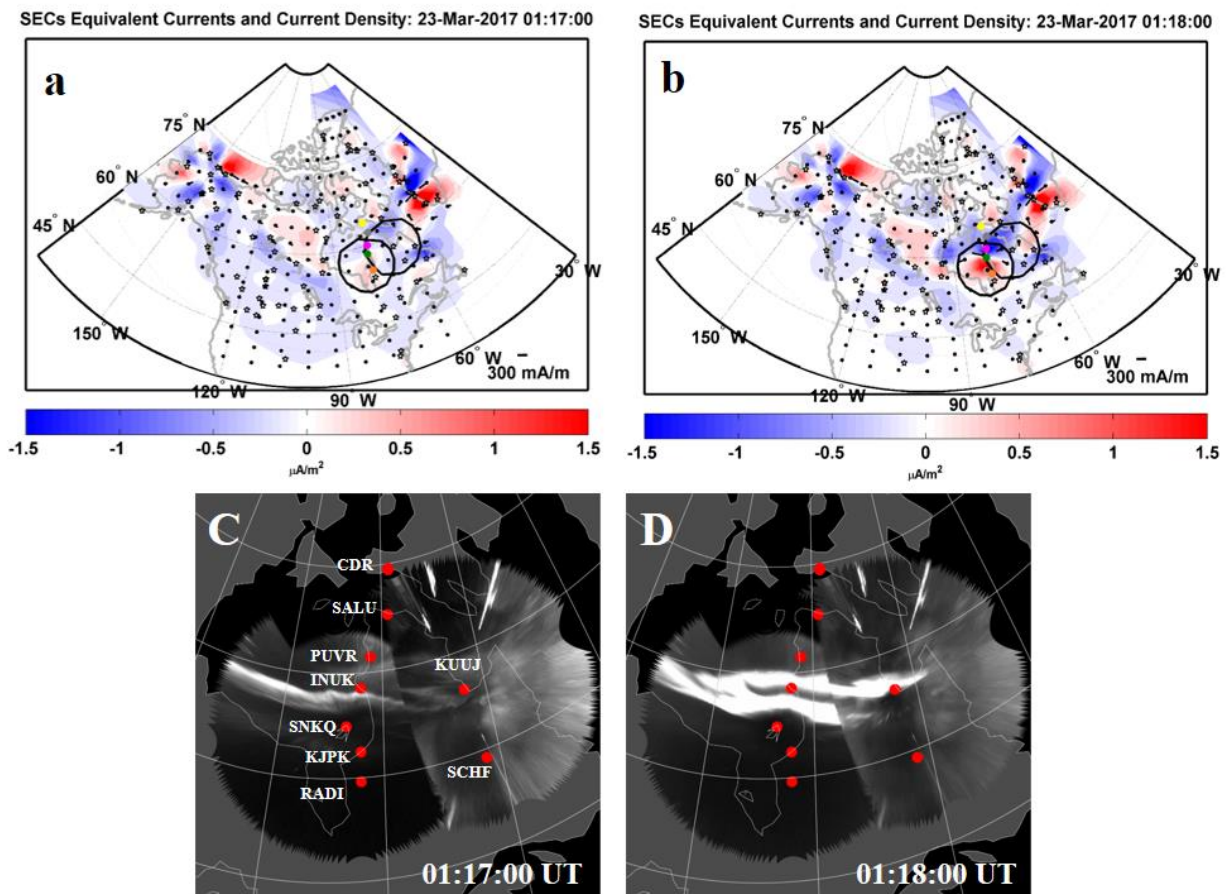 SECs Equivalent Currents and Current Density: 23-Mar-2017 01:17:00
a
75° N
60° N
45° N
150° W
120° W
90° W
60° W
30° W
300 mA/m
-1.5 -1 -0.5 0 0.5 1 1.5
μA/m²
SECs Equivalent Currents and Current Density: 23-Mar-2017 01:18:00
b
75° N
60° N
45° N
150° W
120° W
90° W
60° W
30° W
300 mA/m
-1.5 -1 -0.5 0 0.5 1 1.5
μA/m²
C
CDR
SALU
PUVR
KUUJ
INUK
SNKQ
KJPK
SCHF
RADI
01:17:00 UT
D
01:18:00 UT